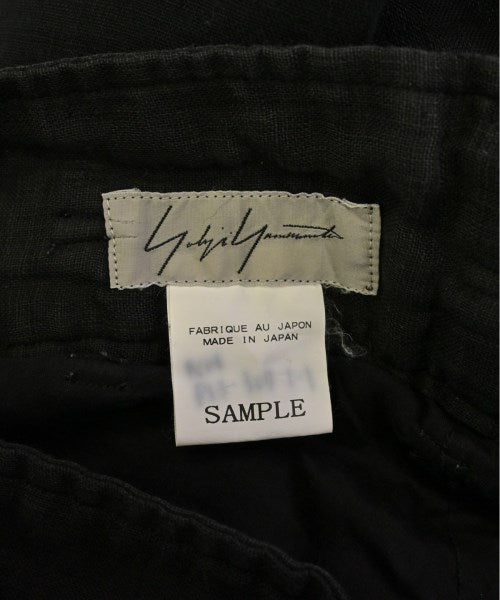 Yohji Yamamoto
FABRIQUE AU JAPON
MADE IN JAPAN
SAMPLE